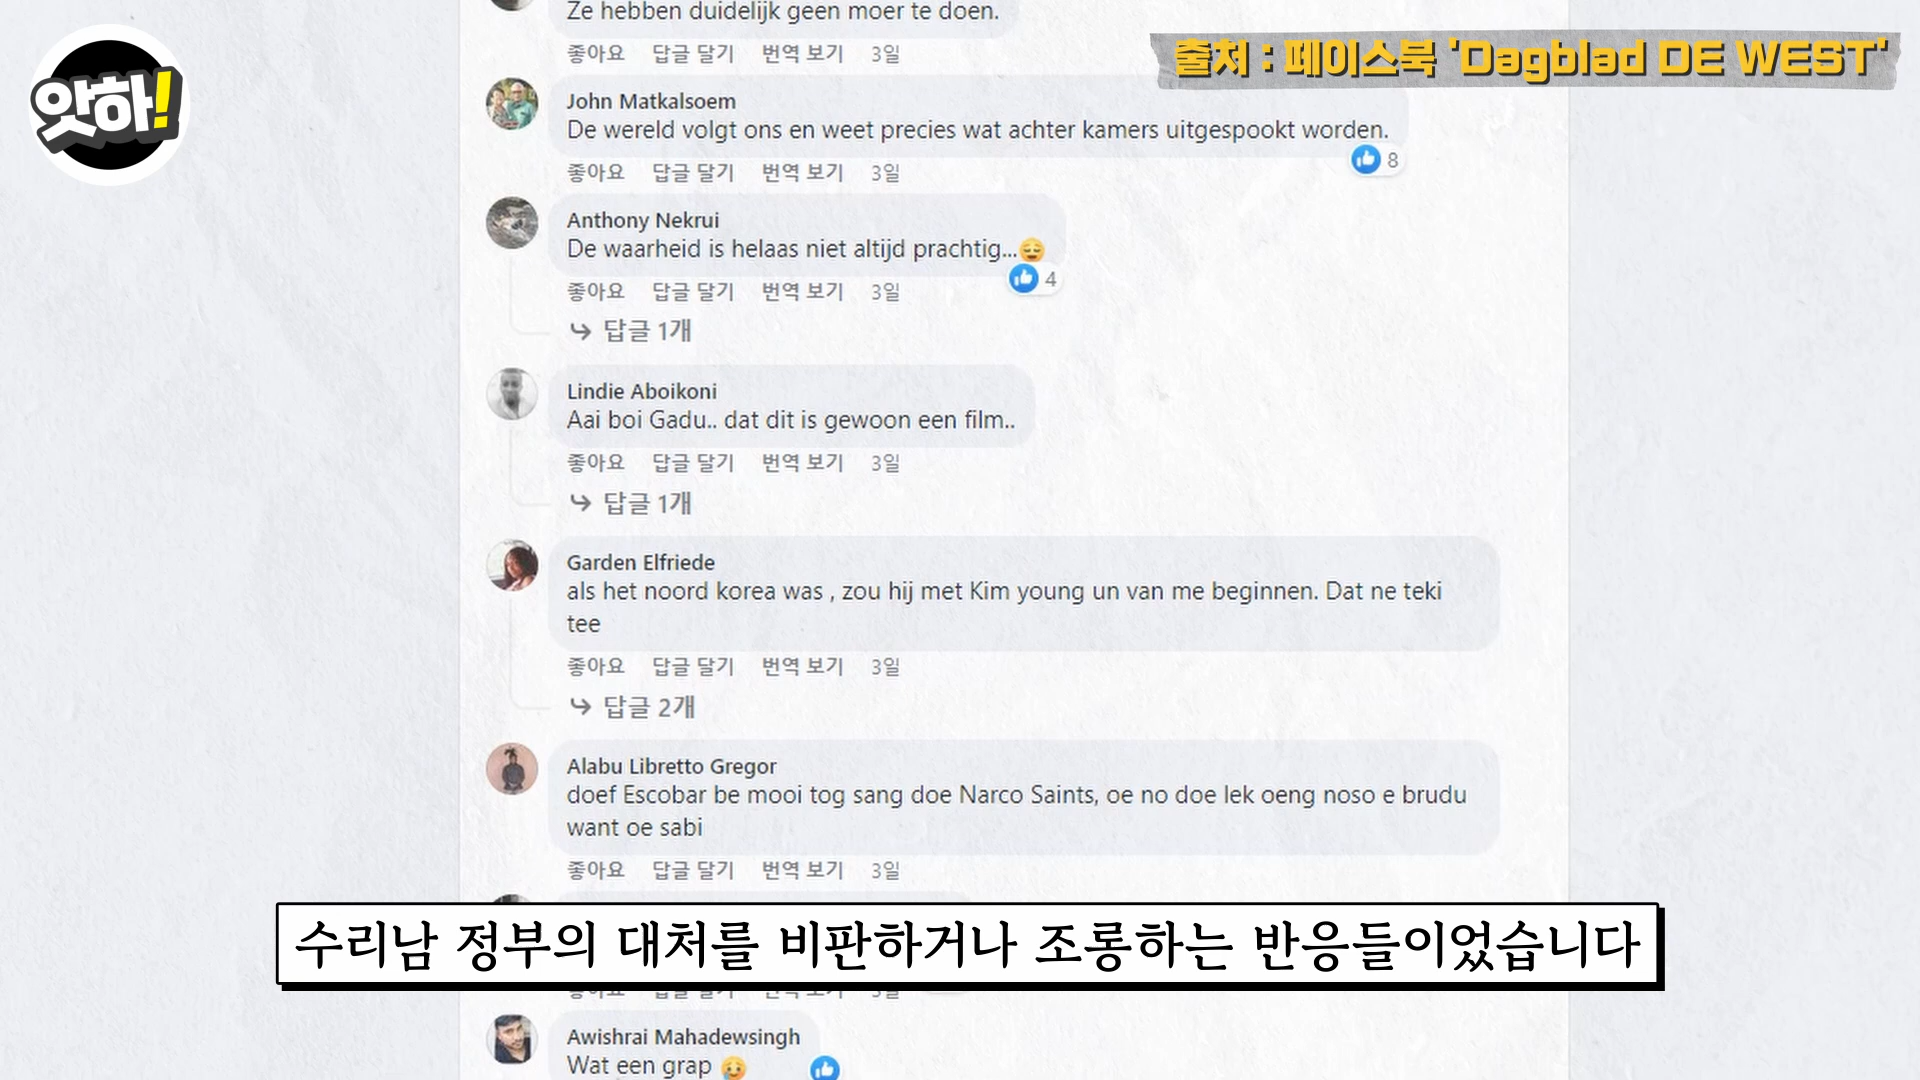 Ze hebben duidelijk geen moer te doen.
좋아요 답글 달기 번역 보기 3일
출처 : 페이스북 'Dagblad DE WEST'
앗하!
John Matkalsoem
De wereld volgt ons en weet precies wat achter kamers uitgespookt worden.
8
좋아요 답글 달기 번역 보기 3일
Anthony Nekrui
De waarheid is helaas niet altijd prachtig...😌
4
좋아요 답글 달기 번역 보기 3일
답글 1개
Lindie Aboikoni
Aai boi Gadu.. dat dit is gewoon een film..
좋아요 답글 달기 번역 보기 3일
답글 1개
Garden Elfriede
als het noord korea was , zou hij met Kim young un van me beginnen. Dat ne teki
tee
좋아요 답글 달기 번역 보기 3일
답글 2개
Alabu Libretto Gregor
doef Escobar be mooi tog sang doe Narco Saints, oe no doe lek oeng noso e brudu
want oe sabi
좋아요 답글 달기 번역 보기 3일
수리남 정부의 대처를 비판하거나 조롱하는 반응들이었습니다
Awishrai Mahadewsingh
Wat een grap 🥲